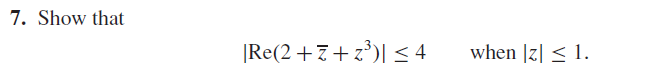 7. Show that
|Re(2 + z̅ + z³)| ≤ 4 when |z| ≤ 1.